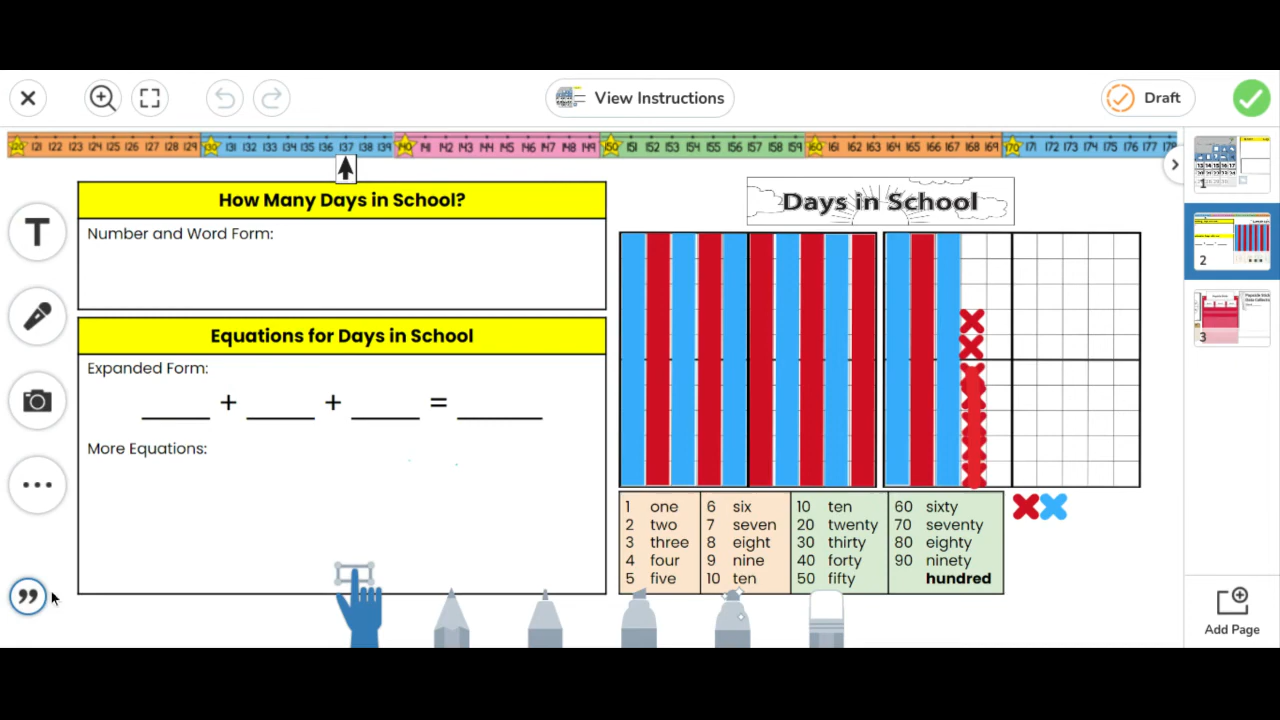 View Instructions
Draft
120 121 122 123 124 125 126 127 128 129 130 131 132 133 134 135 136 137 138 139 140 141 142 143 144 145 146 147 148 149 150 151 152 153 154 155 156 157 158 159 160 161 162 163 164 165 166 167 168 169 170 171 172 173 174 175 176 177 178
How Many Days in School?
Number and Word Form:
Days in School
Equations for Days in School
Expanded Form:
____ + ____ + ____ = _____
More Equations:
1 one 6 six 10 ten 60 sixty
2 two 7 seven 20 twenty 70 seventy
3 three 8 eight 30 thirty 80 eighty
4 four 9 nine 40 forty 90 ninety
5 five 10 ten 50 fifty hundred
1
2
3
Add Page
T